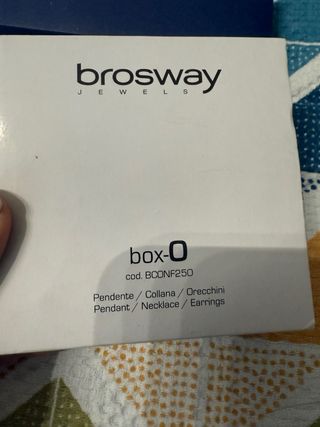 brosway
JEWELS
box-O
cod. BCONF250
Pendente / Collana / Orecchini
Pendant / Necklace / Earrings